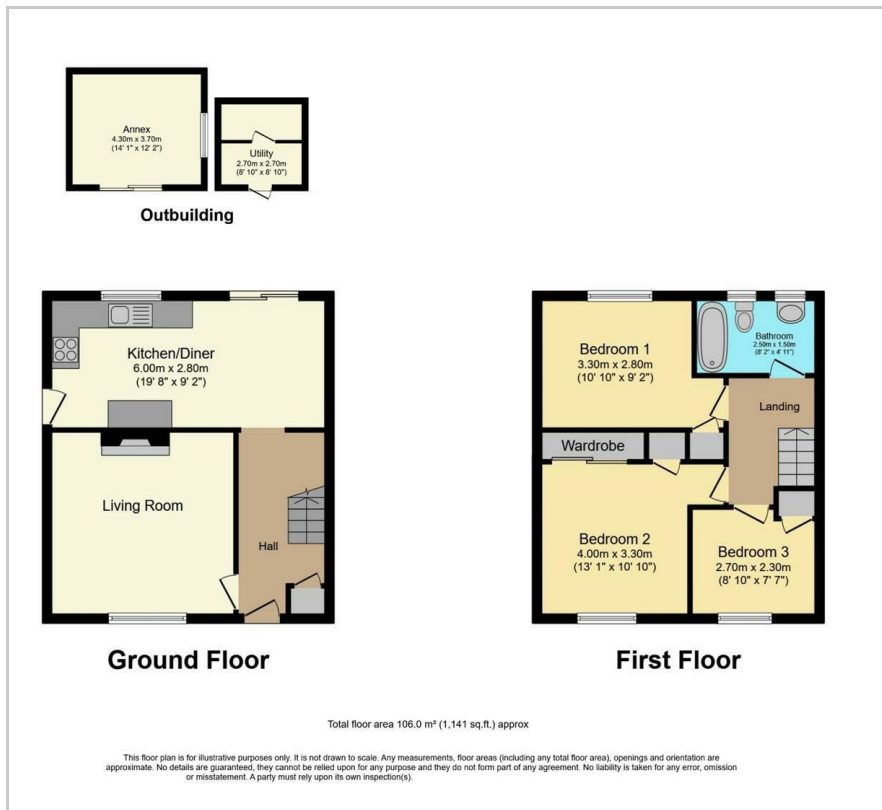 Annex
4.30m x 3.70m
(14' 1" x 12' 2")
Utility
2.70m x 2.70m
(8' 10" x 8' 10")
Outbuilding
Kitchen/Diner
6.00m x 2.80m
(19' 8" x 9' 2")
Living Room
Hall
Ground Floor
Bedroom 1
3.30m x 2.80m
(10' 10" x 9' 2")
Bathroom
2.50m x 1.50m
(8' 2" x 4' 11")
Landing
Wardrobe
Bedroom 2
4.00m x 3.30m
(13' 1" x 10' 10")
Bedroom 3
2.70m x 2.30m
(8' 10" x 7' 7")
First Floor
Total floor area 106.0 m² (1,141 sq.ft.) approx
This floor plan is for illustrative purposes only. It is not drawn to scale. Any measurements, floor areas (including any total floor area), openings and orientation are
approximate. No details are guaranteed, they cannot be relied upon for any purpose and they do not form part of any agreement. No liability is taken for any error, omission
or misstatement. A party must rely upon its own inspection(s).